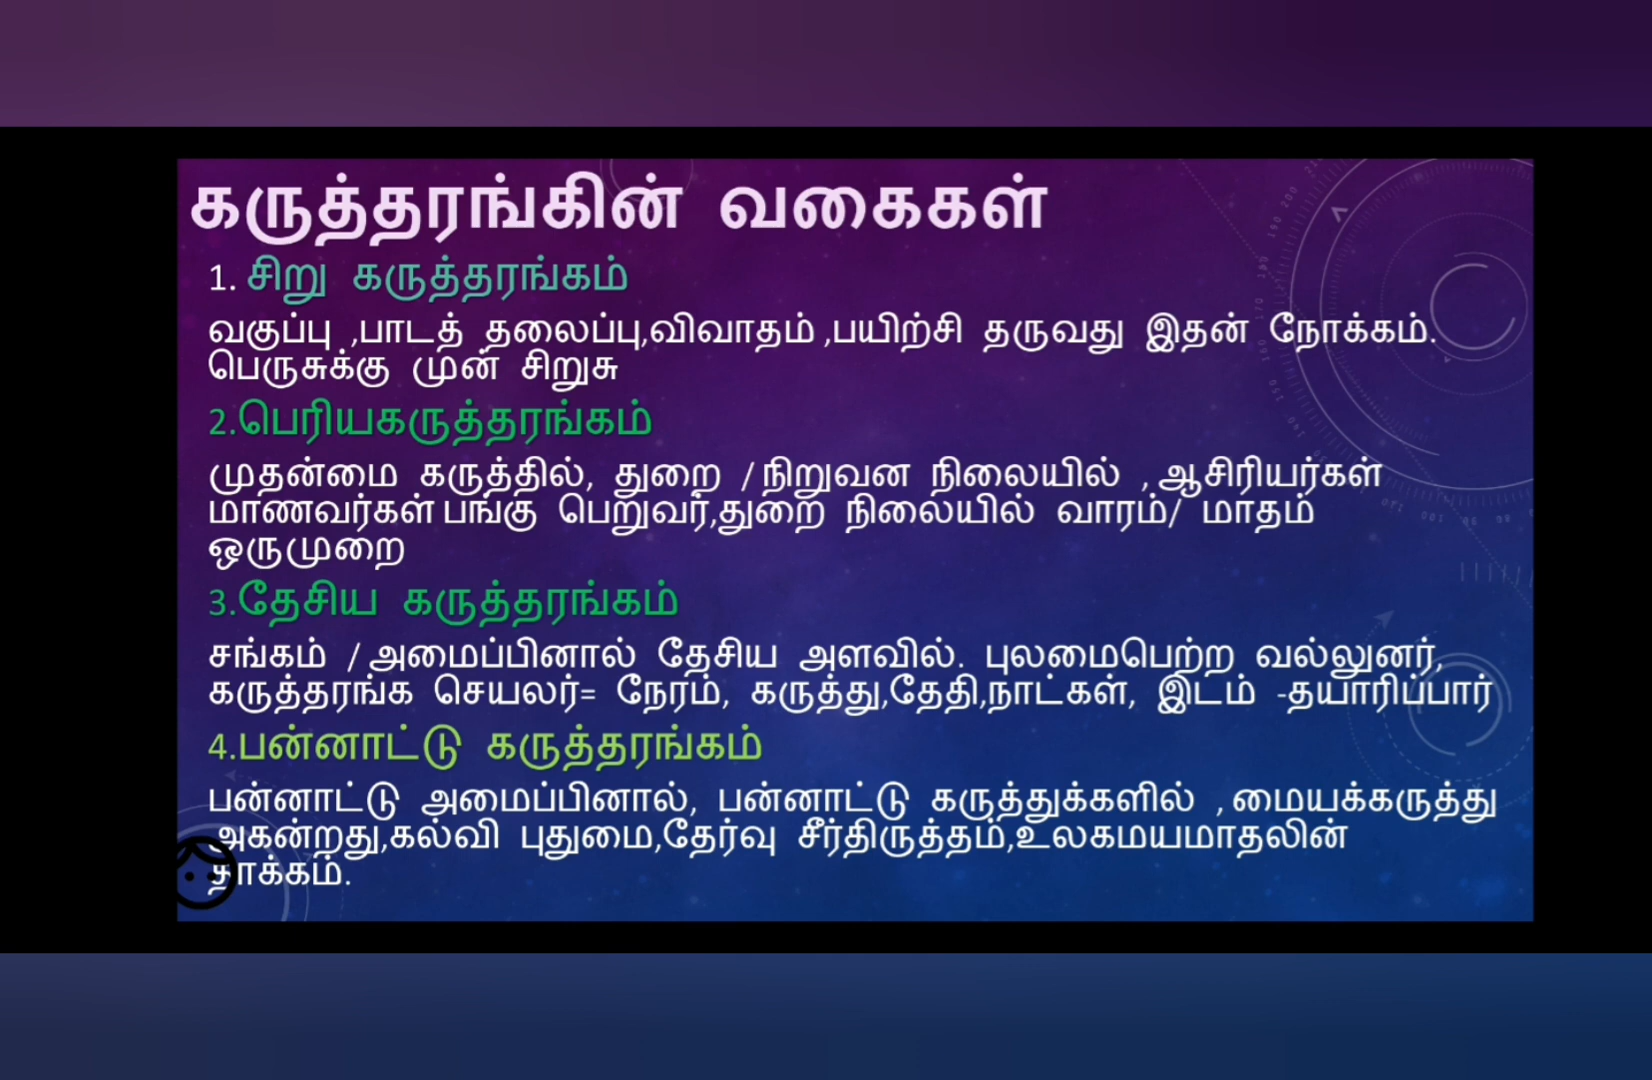 கருத்தரங்கின் வகைகள்
1. சிறு கருத்தரங்கம்
வகுப்பு ,பாடத் தலைப்பு,விவாதம் ,பயிற்சி தருவது இதன் நோக்கம்.
பெருசுக்கு முன் சிறுசு
2.பெரியகருத்தரங்கம்
முதன்மை கருத்தில், துறை /நிறுவன நிலையில் ,ஆசிரியர்கள்
மாணவர்கள் பங்கு பெறுவர்,துறை நிலையில் வாரம்/ மாதம்
ஒருமுறை
3.தேசிய கருத்தரங்கம்
சங்கம் /அமைப்பினால் தேசிய அளவில். புலமைபெற்ற வல்லுனர்,
கருத்தரங்க செயலர்= நேரம், கருத்து,தேதி,நாட்கள், இடம் -தயாரிப்பார்
4.பன்னாட்டு கருத்தரங்கம்
பன்னாட்டு அமைப்பினால், பன்னாட்டு கருத்துக்களில் ,மையக்கருத்து
அகன்றது,கல்வி புதுமை,தேர்வு சீர்திருத்தம்,உலகமயமாதலின்
தாக்கம்.